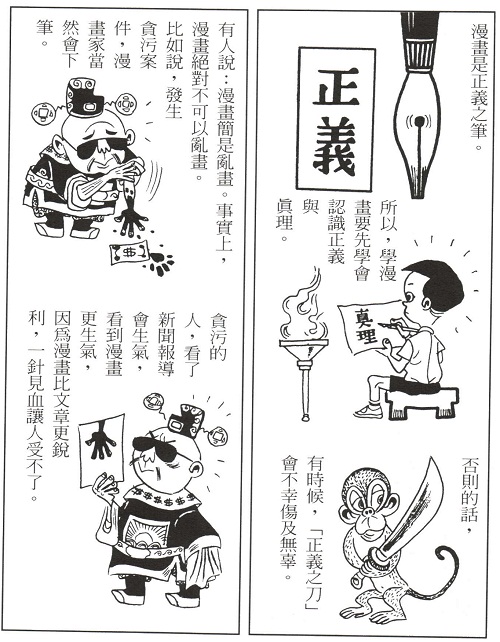 漫畫是正義之筆。
正義
所以，學漫
畫要先學會
認識正義
與
眞理。
真理
否則的話，
有時候，「正義之刀」
會不幸傷及無辜。
有人說：漫畫簡是亂畫。事實上，
漫畫絕對不可以亂畫。
比如說，發生
貪污案
件，漫
畫家當
然會下
筆。
$
貪污的
人，看了
新聞報導
會生氣，
看到漫畫
更生氣，
因爲漫畫比文章更銳
利，一針見血讓人受不了。